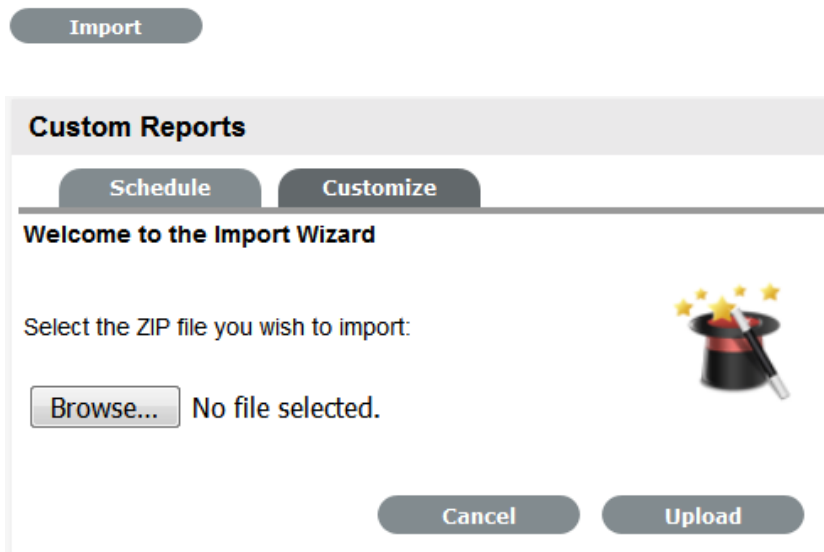 Import
Custom Reports
Schedule Customize
Welcome to the Import Wizard
Select the ZIP file you wish to import:
Browse... No file selected.
Cancel Upload